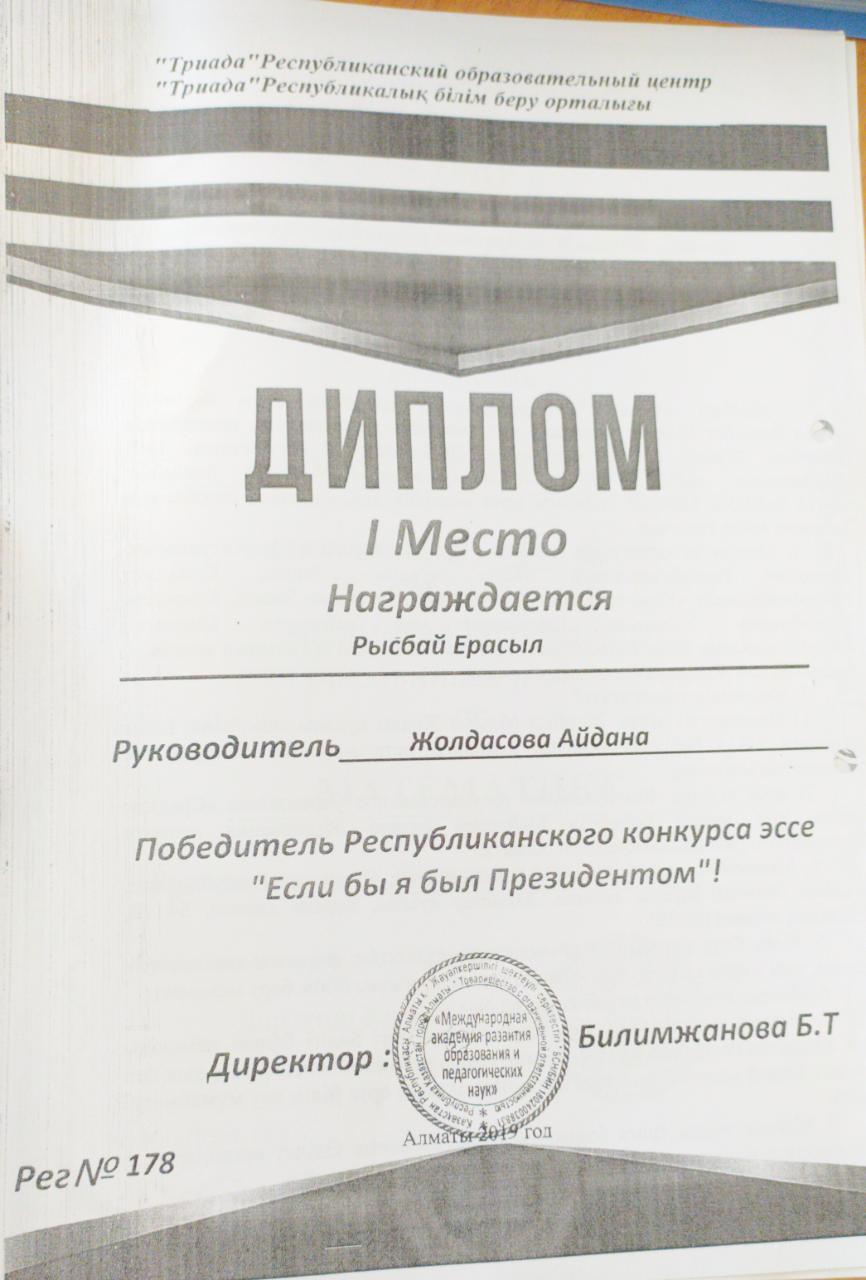 "Триада"Республиканский образовательный центр
"Триада"Республикалық білім беру орталығы
ДИПЛОМ
I Место
Награждается
Рысбай Ерасыл
Руководитель Жолдасова Айдана
Победитель Республиканского конкурса эссе
"Если бы я был Президентом"!
«Международная
академия развития
образования и
педагогических
наук»
Директор : Билимжанова Б.Т
Алматы 2019 год
Рег№ 178